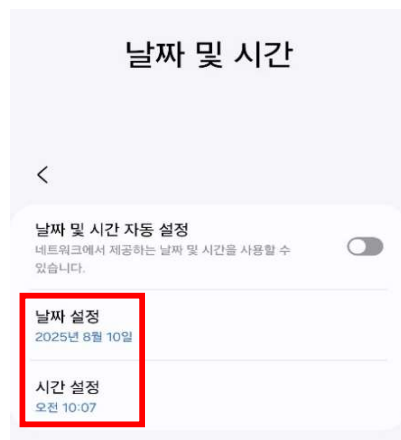 날짜 및 시간
날짜 및 시간 자동 설정
네트워크에서 제공하는 날짜 및 시간을 사용할 수
있습니다.
날짜 설정
2025년 8월 10일
시간 설정
오전 10:07